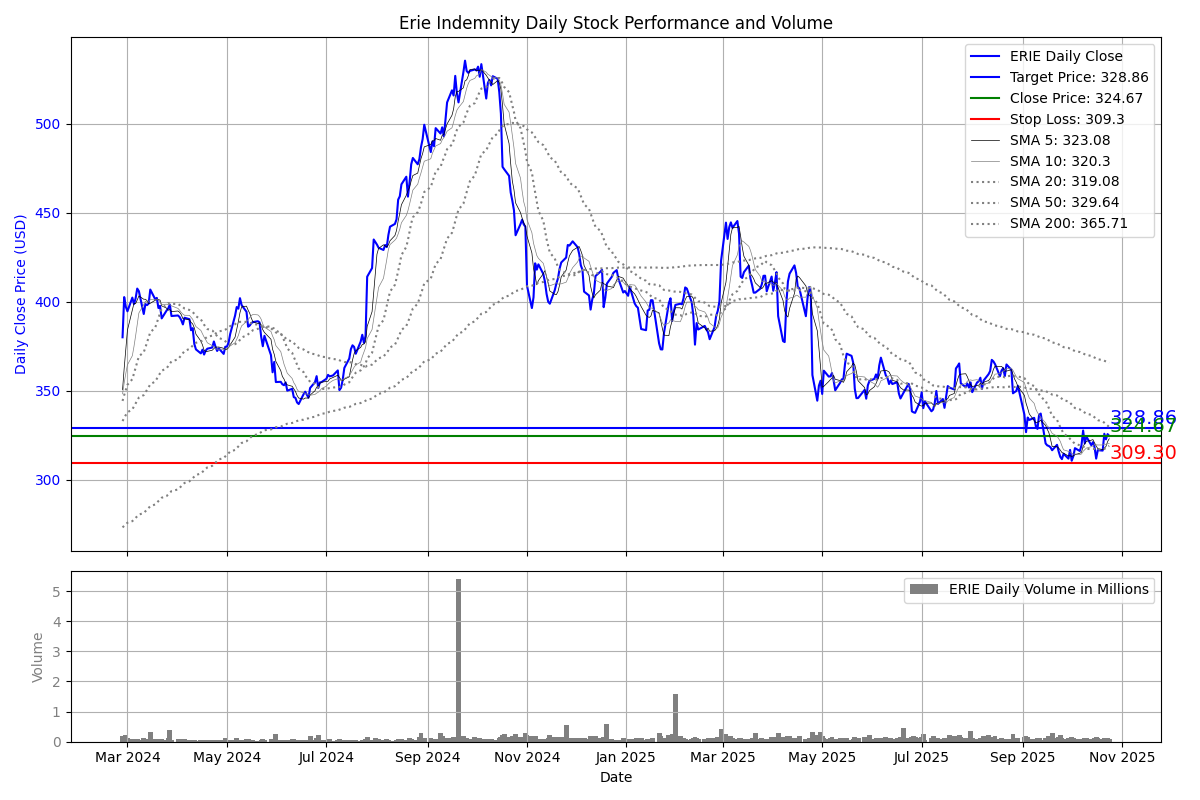 Erie Indemnity Daily Stock Performance and Volume
Daily Close Price (USD)
500
450
400
350
300
ERIE Daily Close
Target Price: 328.86
Close Price: 324.67
Stop Loss: 309.3
SMA 5: 323.08
SMA 10: 320.3
SMA 20: 319.08
SMA 50: 329.64
SMA 200: 365.71
328.86
324.67
309.30
Volume
5
4
3
2
1
0
ERIE Daily Volume in Millions
Mar 2024 May 2024 Jul 2024 Sep 2024 Nov 2024 Jan 2025 Mar 2025 May 2025 Jul 2025 Sep 2025 Nov 2025
Date